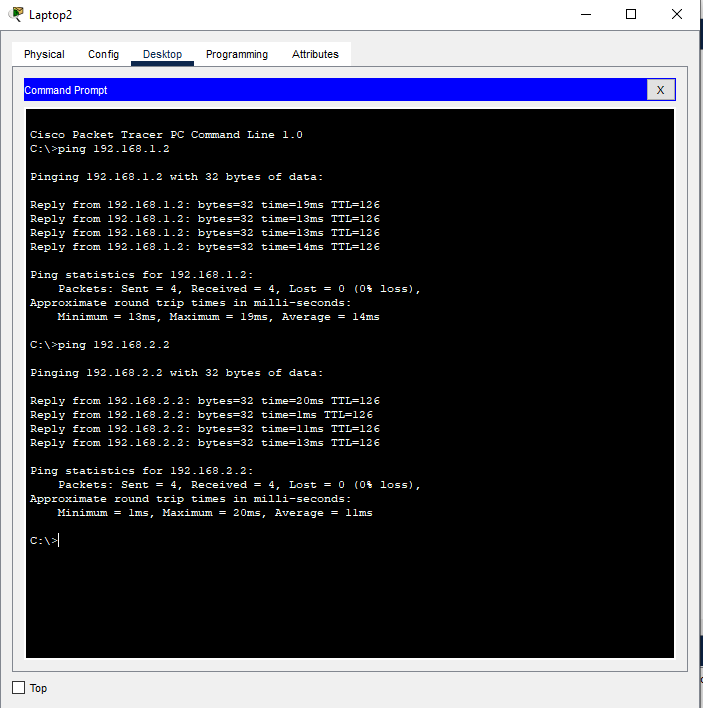 Laptop2
Physical Config Desktop Programming Attributes
Command Prompt X
Cisco Packet Tracer PC Command Line 1.0
C:\>ping 192.168.1.2
Pinging 192.168.1.2 with 32 bytes of data:
Reply from 192.168.1.2: bytes=32 time=19ms TTL=126
Reply from 192.168.1.2: bytes=32 time=13ms TTL=126
Reply from 192.168.1.2: bytes=32 time=13ms TTL=126
Reply from 192.168.1.2: bytes=32 time=14ms TTL=126
Ping statistics for 192.168.1.2:
Packets: Sent = 4, Received = 4, Lost = 0 (0% loss),
Approximate round trip times in milli-seconds:
Minimum = 13ms, Maximum = 19ms, Average = 14ms
C:\>ping 192.168.2.2
Pinging 192.168.2.2 with 32 bytes of data:
Reply from 192.168.2.2: bytes=32 time=20ms TTL=126
Reply from 192.168.2.2: bytes=32 time=1ms TTL=126
Reply from 192.168.2.2: bytes=32 time=11ms TTL=126
Reply from 192.168.2.2: bytes=32 time=13ms TTL=126
Ping statistics for 192.168.2.2:
Packets: Sent = 4, Received = 4, Lost = 0 (0% loss),
Approximate round trip times in milli-seconds:
Minimum = 1ms, Maximum = 20ms, Average = 11ms
C:\>
Top